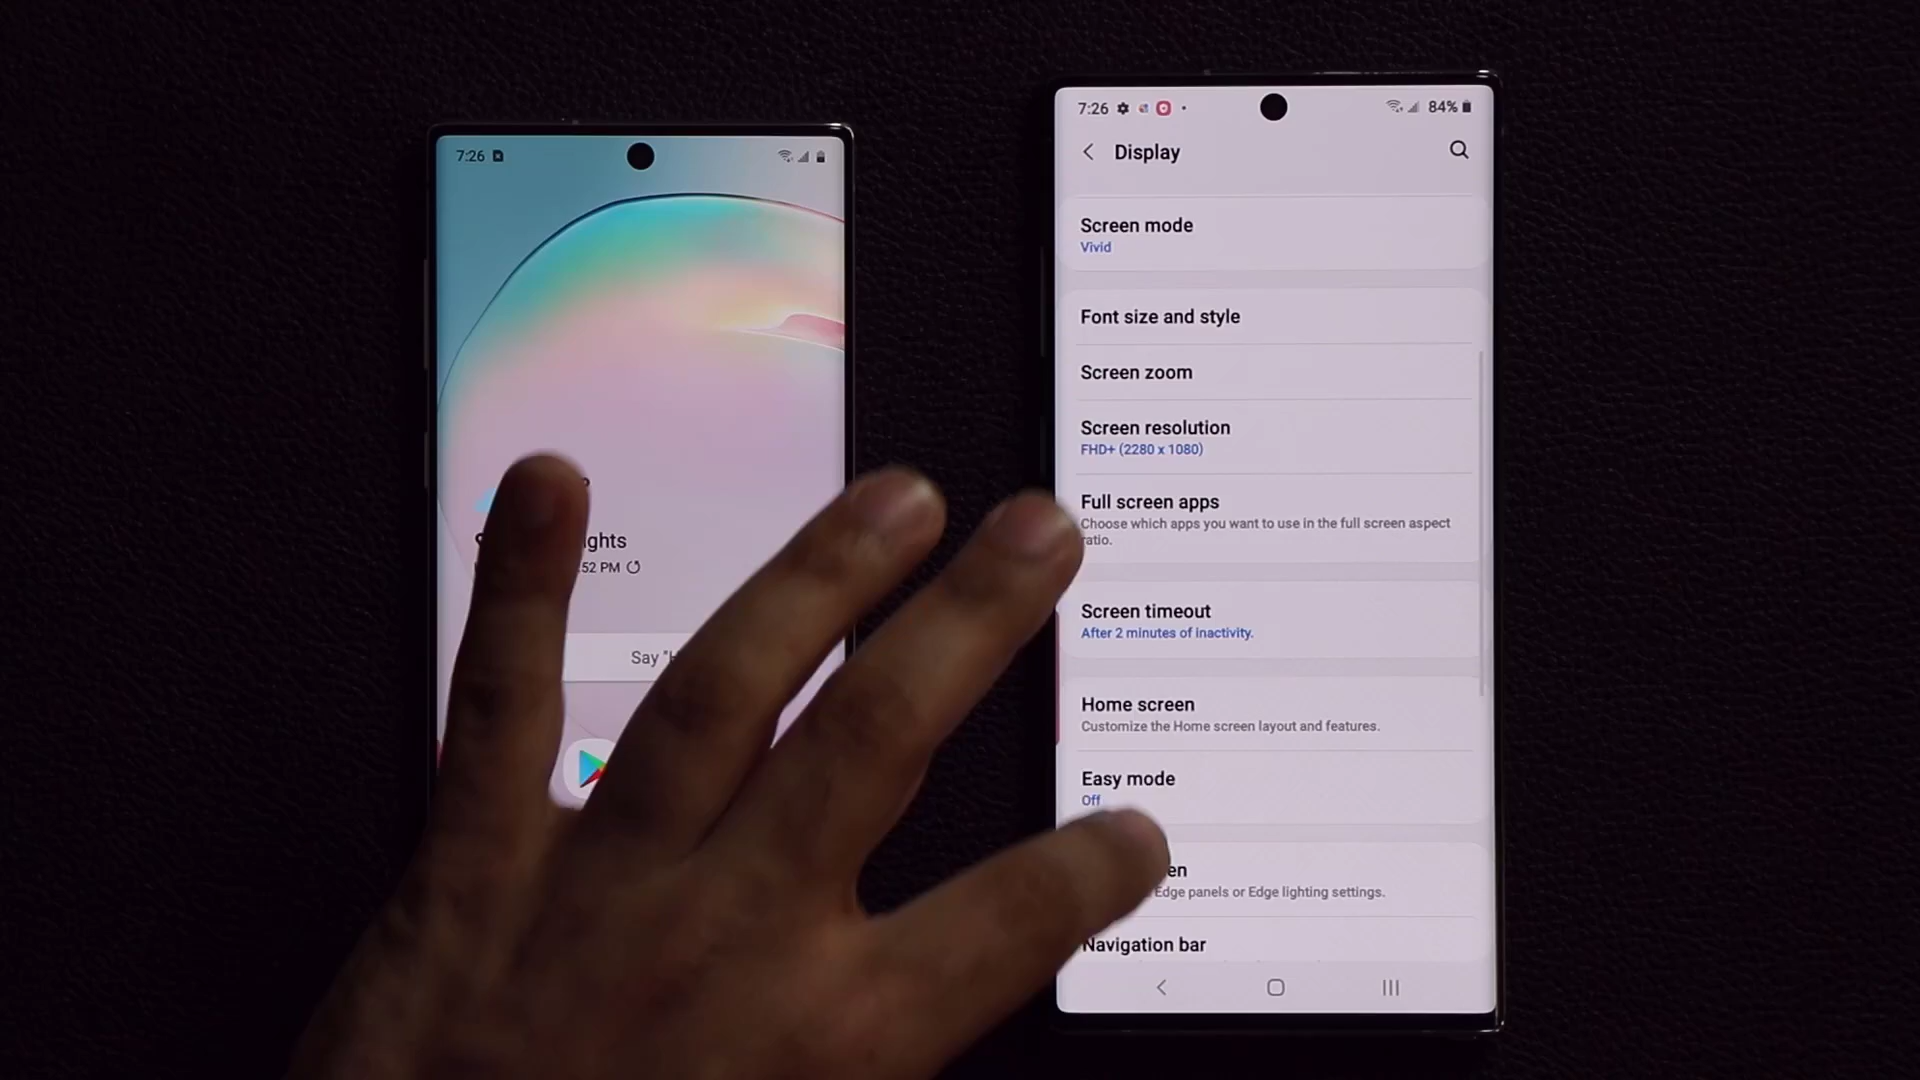 7:26
ghts
52 PM
Say "H
7:26
84%
Display
Screen mode
Vivid
Font size and style
Screen zoom
Screen resolution
FHD+ (2280 x 1080)
Full screen apps
Choose which apps you want to use in the full screen aspect
ratio.
Screen timeout
After 2 minutes of inactivity.
Home screen
Customize the Home screen layout and features.
Easy mode
Off
en
Edge panels or Edge lighting settings.
Navigation bar